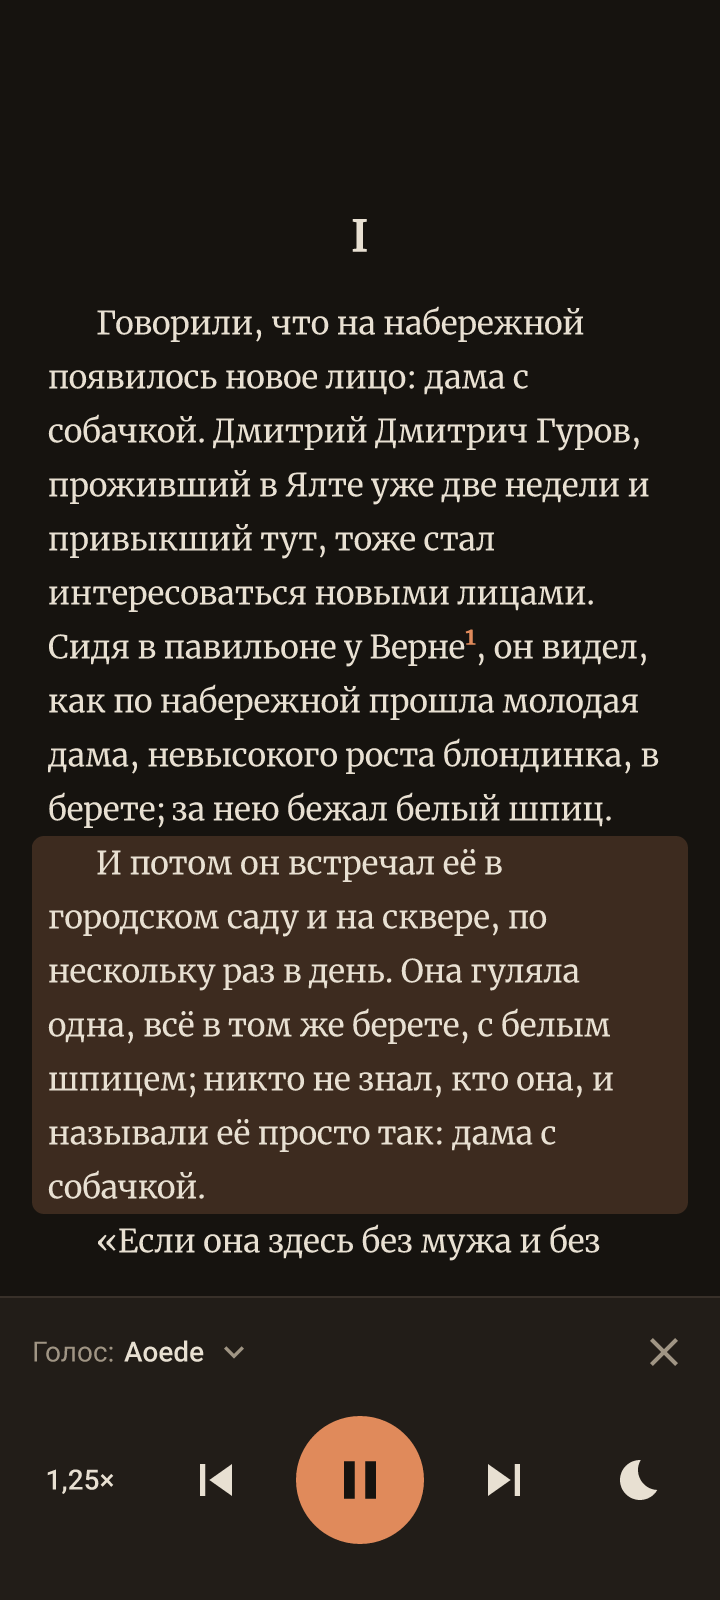 I
Говорили, что на набережной
появилось новое лицо: дама с
собачкой. Дмитрий Дмитрич Гуров,
проживший в Ялте уже две недели и
привыкший тут, тоже стал
интересоваться новыми лицами.
Сидя в павильоне у Верне¹, он видел,
как по набережной прошла молодая
дама, невысокого роста блондинка, в
берете; за нею бежал белый шпиц.
И потом он встречал её в
городском саду и на сквере, по
нескольку раз в день. Она гуляла
одна, всё в том же берете, с белым
шпицем; никто не знал, кто она, и
называли её просто так: дама с
собачкой.
«Если она здесь без мужа и без
Голос: Aoede
1,25×